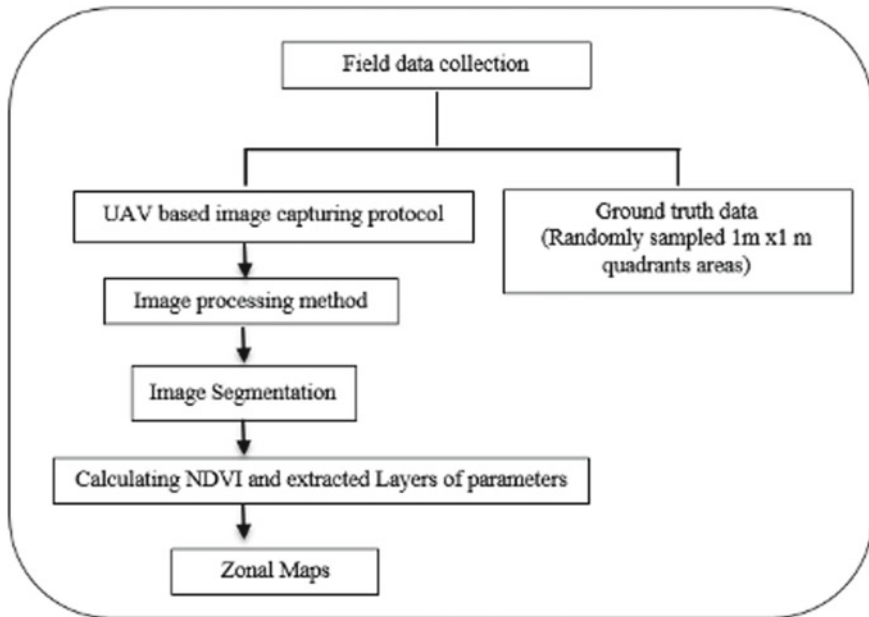 Field data collection
UAV based image capturing protocol
Ground truth data
(Randomly sampled 1m x1 m
quadrants areas)
Image processing method
Image Segmentation
Calculating NDVI and extracted Layers of parameters
Zonal Maps